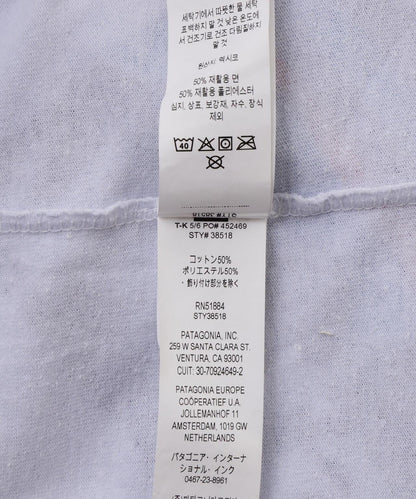 세탁기에서 따뜻한 물 세탁
표백하지 말 것 낮은 온도에
서 건조기로 건조 다림질하지
말 것
원산지: 멕시코
50% 재활용 면
50% 재활용 폴리에스터
심지, 상표, 보강재, 자수, 장식
제외
40
T-K 5/6 PO# 452469
STY# 38518
コットン50%
ポリエステル50%
・飾り付け部分を除く
RN51884
STY38518
PATAGONIA, INC.
259 W SANTA CLARA ST.
VENTURA, CA 93001
CUIT: 30-70924649-2
PATAGONIA EUROPE
COÖPERATIEF U.A.
JOLLEMANHOF 11
AMSTERDAM, 1019 GW
NETHERLANDS
パタゴニア・インターナ
ショナル・インク
0467-23-8961